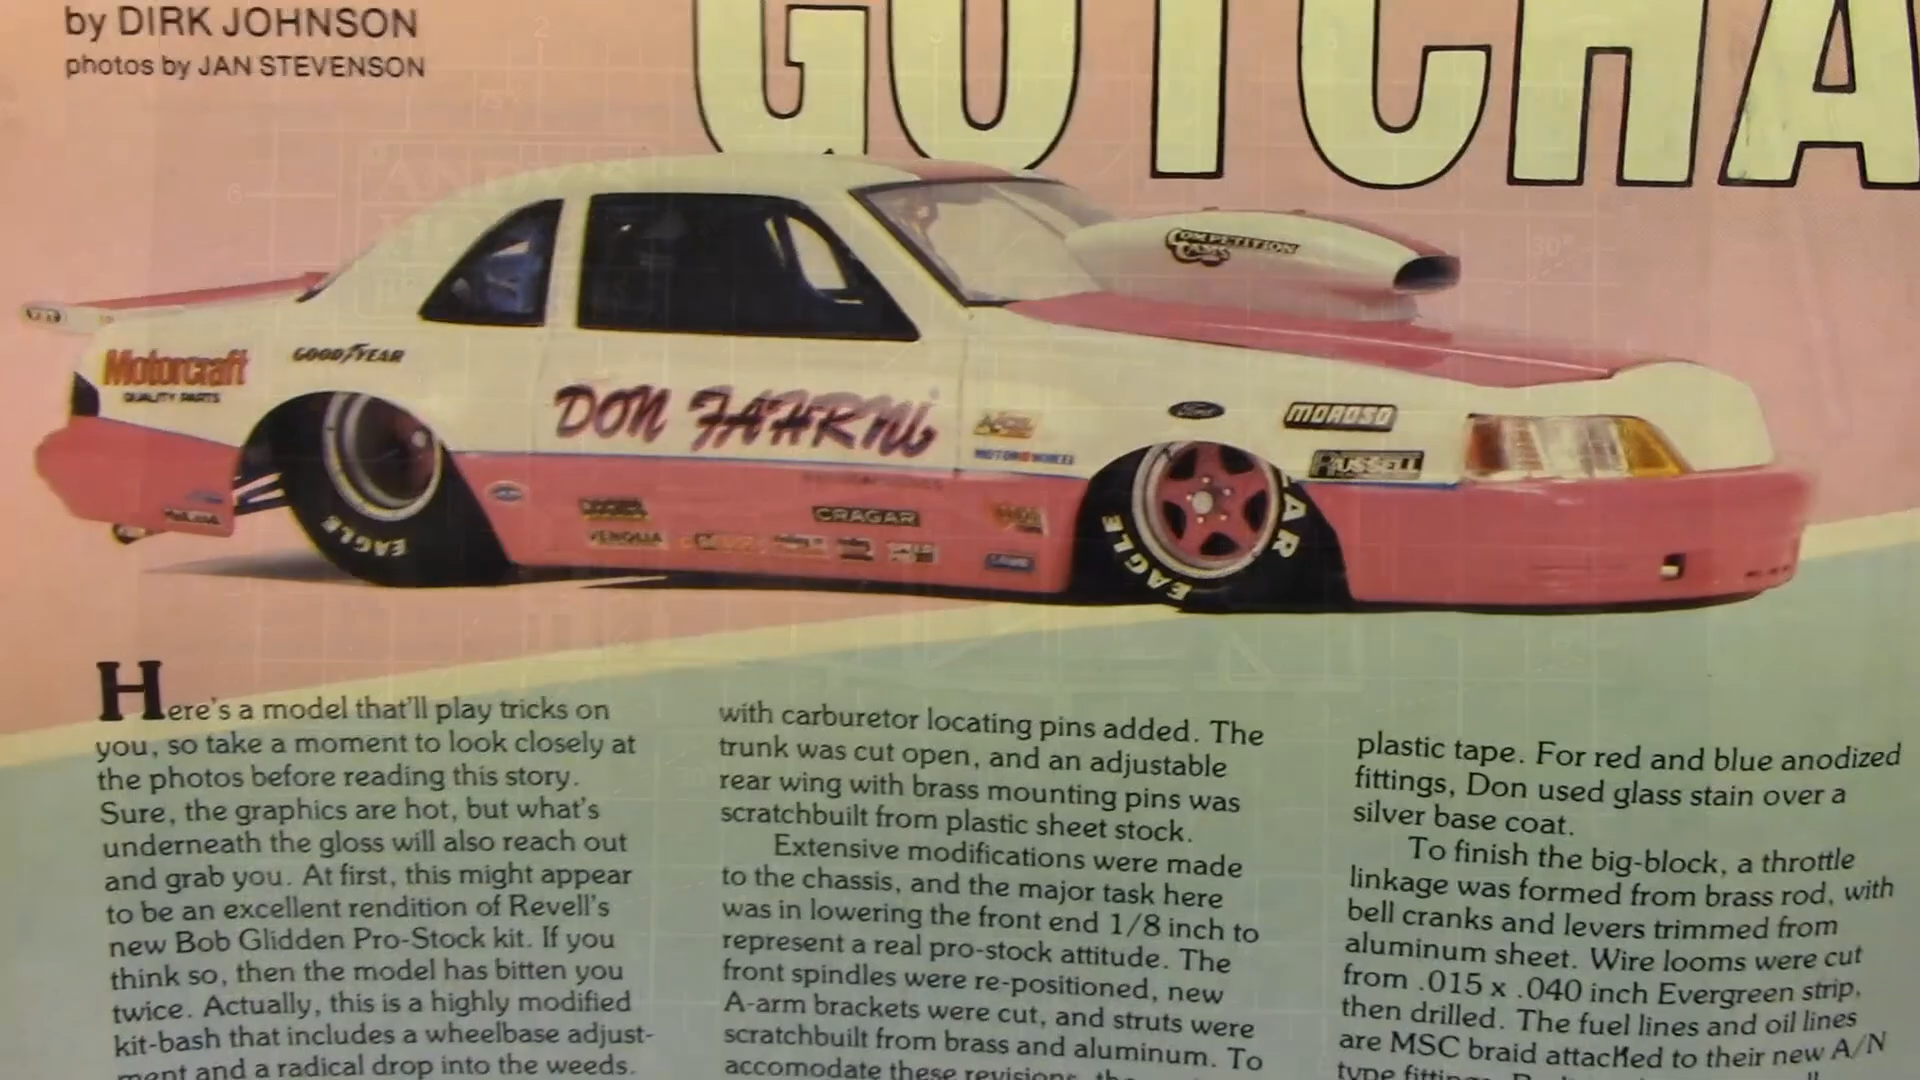 by DIRK JOHNSON
photos by JAN STEVENSON
GOTCHA
COMPETITION
CAMS
Motorcraft
QUALITY PARTS
GOODYEAR
DON FAHRNI
Ford
MOROSO
MOTOR WHEEL
RUSSELL
CRAGAR
VENOLIA
EAGLE
EAGLE
EAR
Here's a model that'll play tricks on
you, so take a moment to look closely at
the photos before reading this story.
Sure, the graphics are hot, but what's
underneath the gloss will also reach out
and grab you. At first, this might appear
to be an excellent rendition of Revell's
new Bob Glidden Pro-Stock kit. If you
think so, then the model has bitten you
twice. Actually, this is a highly modified
kit-bash that includes a wheelbase adjust-
ment and a radical drop into the weeds.
with carburetor locating pins added. The
trunk was cut open, and an adjustable
rear wing with brass mounting pins was
scratchbuilt from plastic sheet stock.
Extensive modifications were made
to the chassis, and the major task here
was in lowering the front end 1/8 inch to
represent a real pro-stock attitude. The
front spindles were re-positioned, new
A-arm brackets were cut, and struts were
scratchbuilt from brass and aluminum. To
accomodate these revisions, the
plastic tape. For red and blue anodized
fittings, Don used glass stain over a
silver base coat.
To finish the big-block, a throttle
linkage was formed from brass rod, with
bell cranks and levers trimmed from
aluminum sheet. Wire looms were cut
from .015 x .040 inch Evergreen strip,
then drilled. The fuel lines and oil lines
are MSC braid attached to their new A/N
type